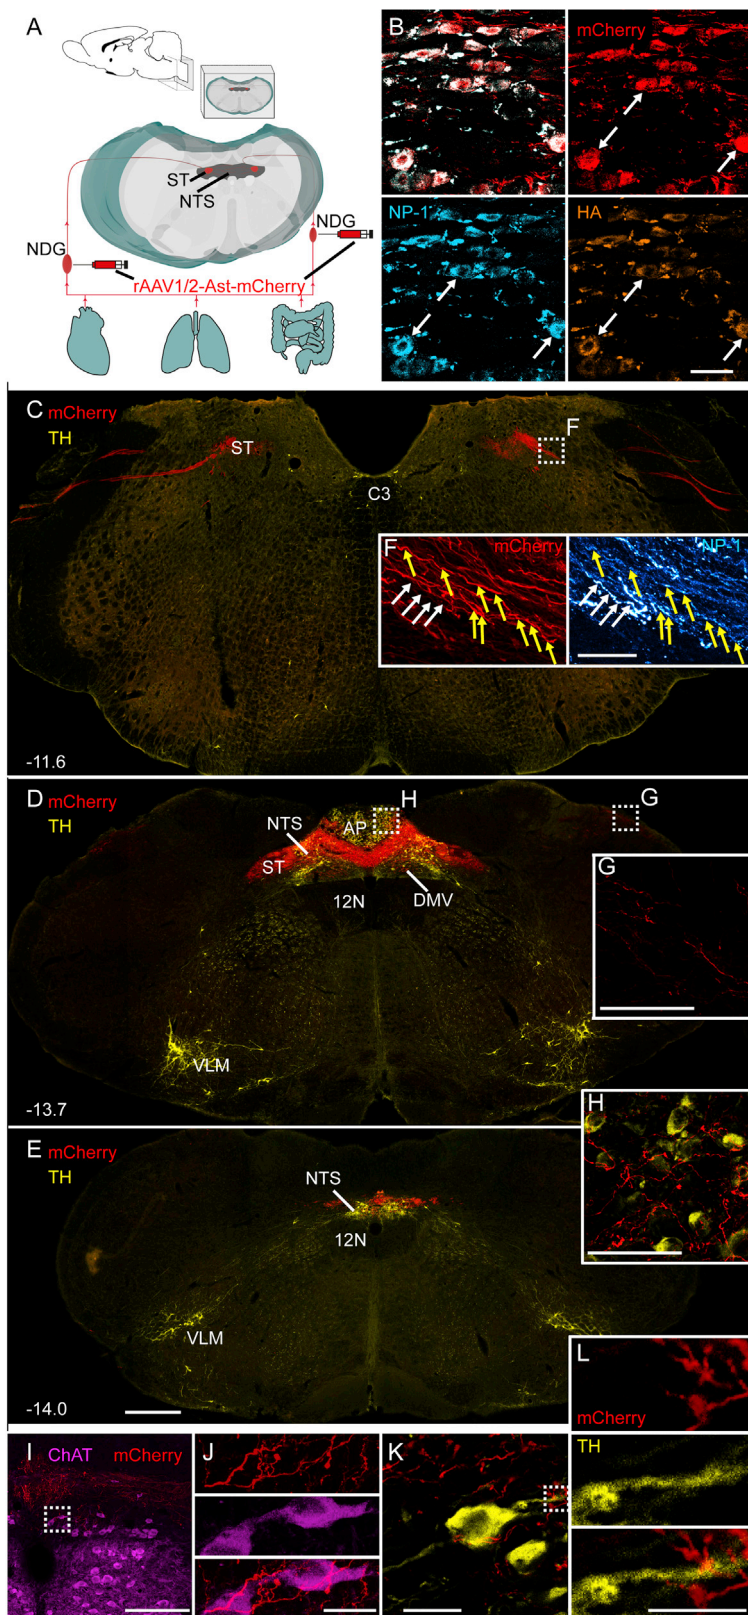 A
ST
NTS
NDG
NDG
rAAV1/2-Ast-mCherry
B
mCherry
NP-1
HA
C mCherry
TH
ST
F
C3
F mCherry
NP-1
-11.6
D mCherry
TH
H
G
NTS
AP
ST
DMV
12N
G
VLM
-13.7
H
E mCherry
TH
NTS
12N
VLM
-14.0
L
mCherry
I ChAT mCherry
J
K
TH